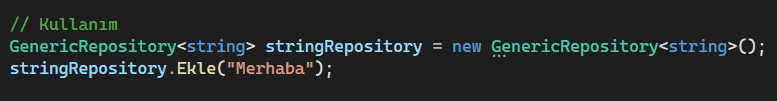 // Kullanım
GenericRepository<string> stringRepository = new GenericRepository<string>();
stringRepository.Ekle("Merhaba");